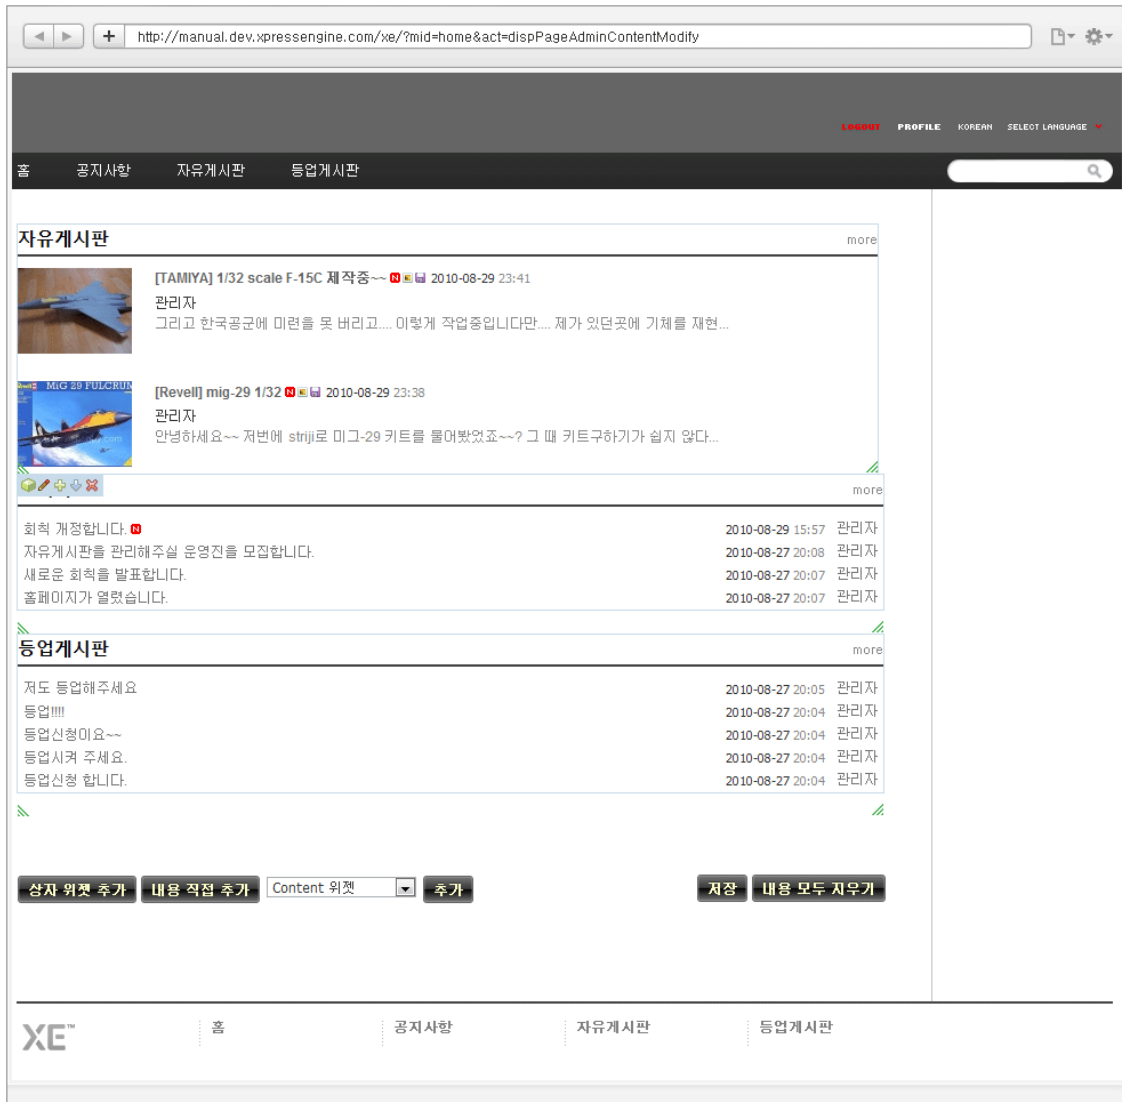 http://manual.dev.xpressengine.com/xe/?mid=home&act=dispPageAdminContentModify
LOGOUT PROFILE KOREAN SELECT LANGUAGE
홈 공지사항 자유게시판 등업게시판
자유게시판 more
[TAMIYA] 1/32 scale F-15C 제작중~~ N 2010-08-29 23:41
관리자
그리고 한국공군에 미련을 못 버리고.... 이렇게 작업중입니다만.... 제가 있던곳에 기체를 재현...
MiG 29 FULCRUM
[Revell] mig-29 1/32 N 2010-08-29 23:38
관리자
안녕하세요~~ 저번에 striji로 미그-29 키트를 물어봤었죠~~? 그 때 키트구하기가 쉽지 않다...
more
회칙 개정합니다. N 2010-08-29 15:57 관리자
자유게시판을 관리해주실 운영진을 모집합니다. 2010-08-27 20:08 관리자
새로운 회칙을 발표합니다. 2010-08-27 20:07 관리자
홈페이지가 열렸습니다. 2010-08-27 20:07 관리자
등업게시판 more
저도 등업해주세요 2010-08-27 20:05 관리자
등업!!!! 2010-08-27 20:04 관리자
등업신청이요~~ 2010-08-27 20:04 관리자
등업시켜 주세요. 2010-08-27 20:04 관리자
등업신청 합니다. 2010-08-27 20:04 관리자
상자 위젯 추가 내용 직접 추가 Content 위젯 추가 저장 내용 모두 지우기
XE™ 홈 공지사항 자유게시판 등업게시판